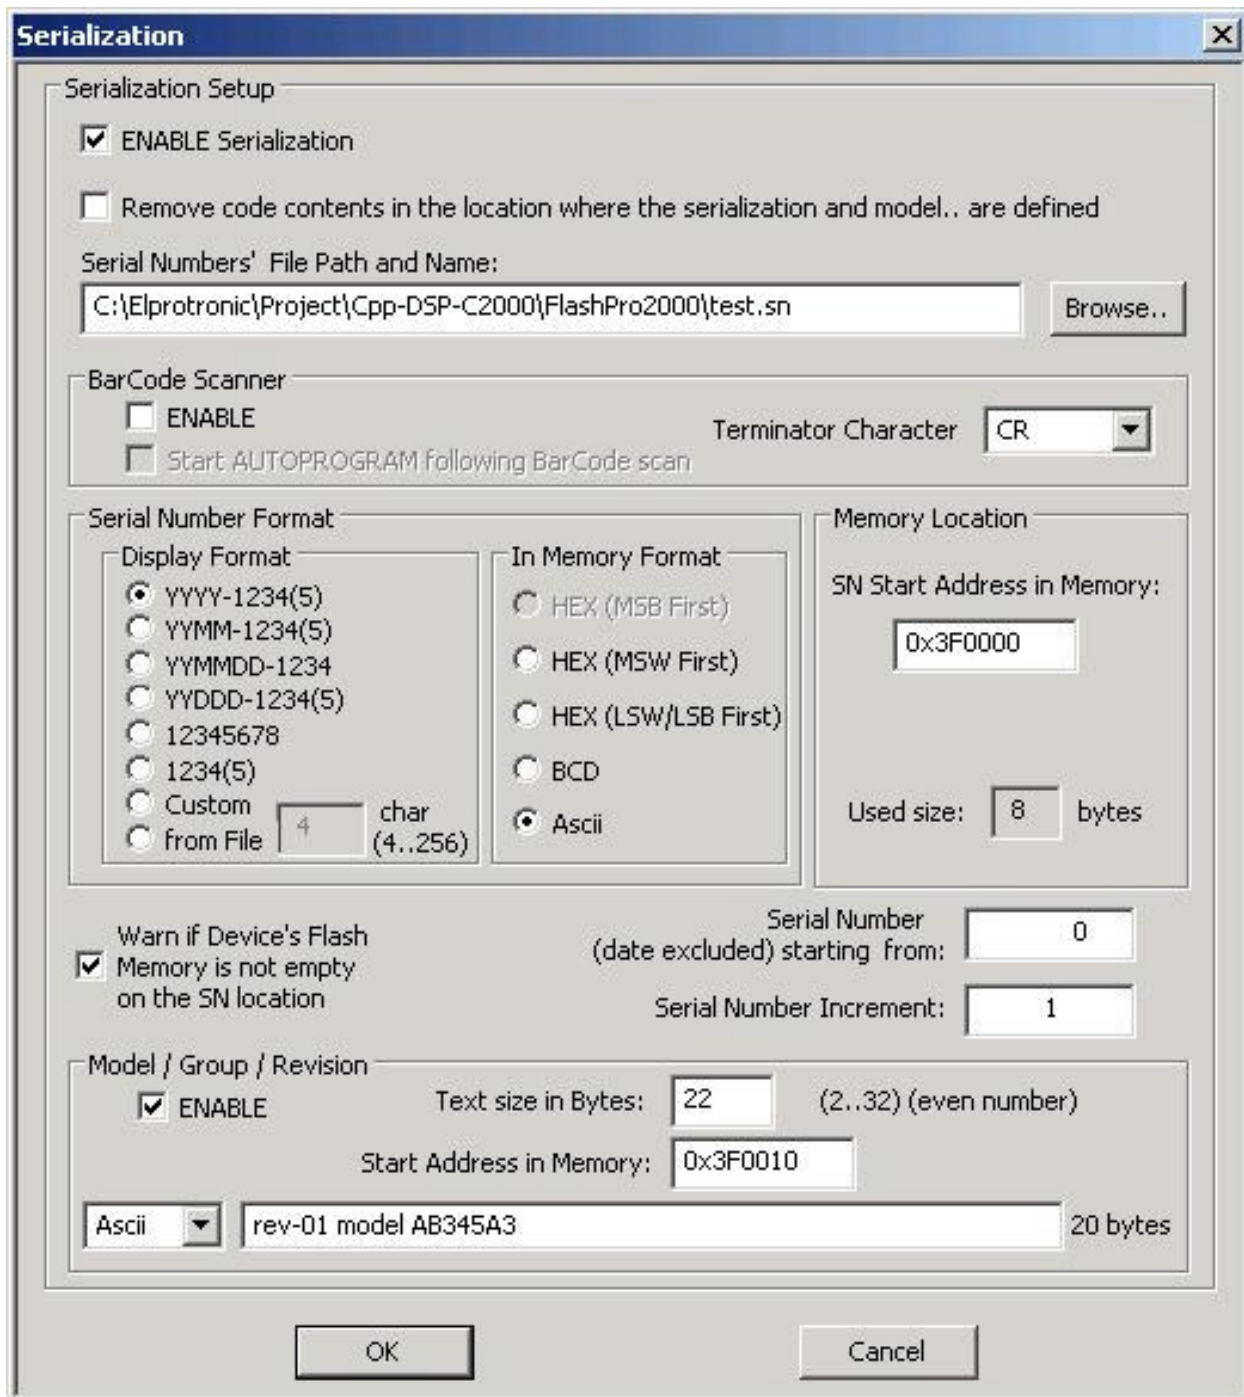 Serialization
Serialization Setup
ENABLE Serialization
Remove code contents in the location where the serialization and model.. are defined
Serial Numbers' File Path and Name:
C:\Elprotronic\Project\Cpp-DSP-C2000\FlashPro2000\test.sn
Browse..
BarCode Scanner
ENABLE
Terminator Character CR
Start AUTOPROGRAM following BarCode scan
Serial Number Format
Display Format
YYYY-1234(5)
YYMM-1234(5)
YYMMDD-1234
YYDDD-1234(5)
12345678
1234(5)
Custom
from File
4
char
(4..256)
In Memory Format
HEX (MSB First)
HEX (MSW First)
HEX (LSW/LSB First)
BCD
Ascii
Memory Location
SN Start Address in Memory:
0x3F0000
Used size: 8 bytes
Warn if Device's Flash
Memory is not empty
on the SN location
Serial Number
(date excluded) starting from:
0
Serial Number Increment: 1
Model / Group / Revision
ENABLE
Text size in Bytes: 22 (2..32) (even number)
Start Address in Memory: 0x3F0010
Ascii rev-01 model AB345A3 20 bytes
OK
Cancel